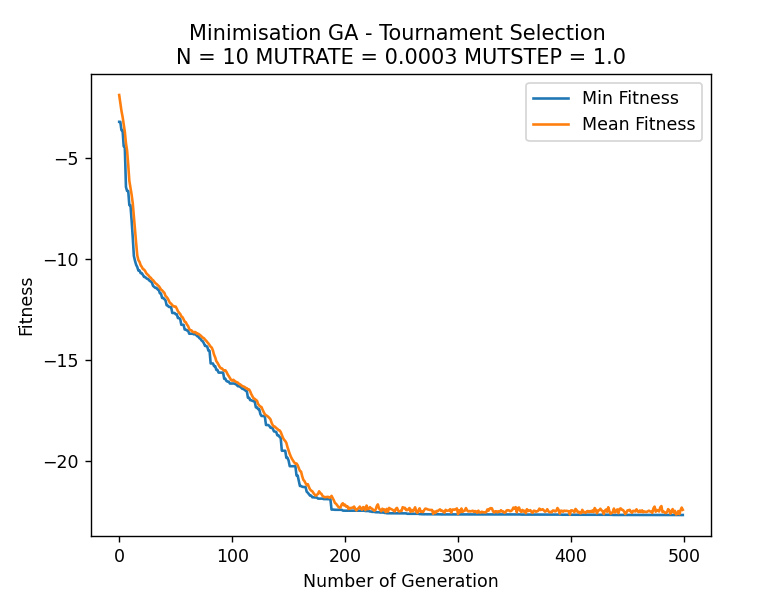 Minimisation GA - Tournament Selection
N = 10 MUTRATE = 0.0003 MUTSTEP = 1.0
Min Fitness
Mean Fitness
Fitness
−5
−10
−15
−20
0 100 200 300 400 500
Number of Generation